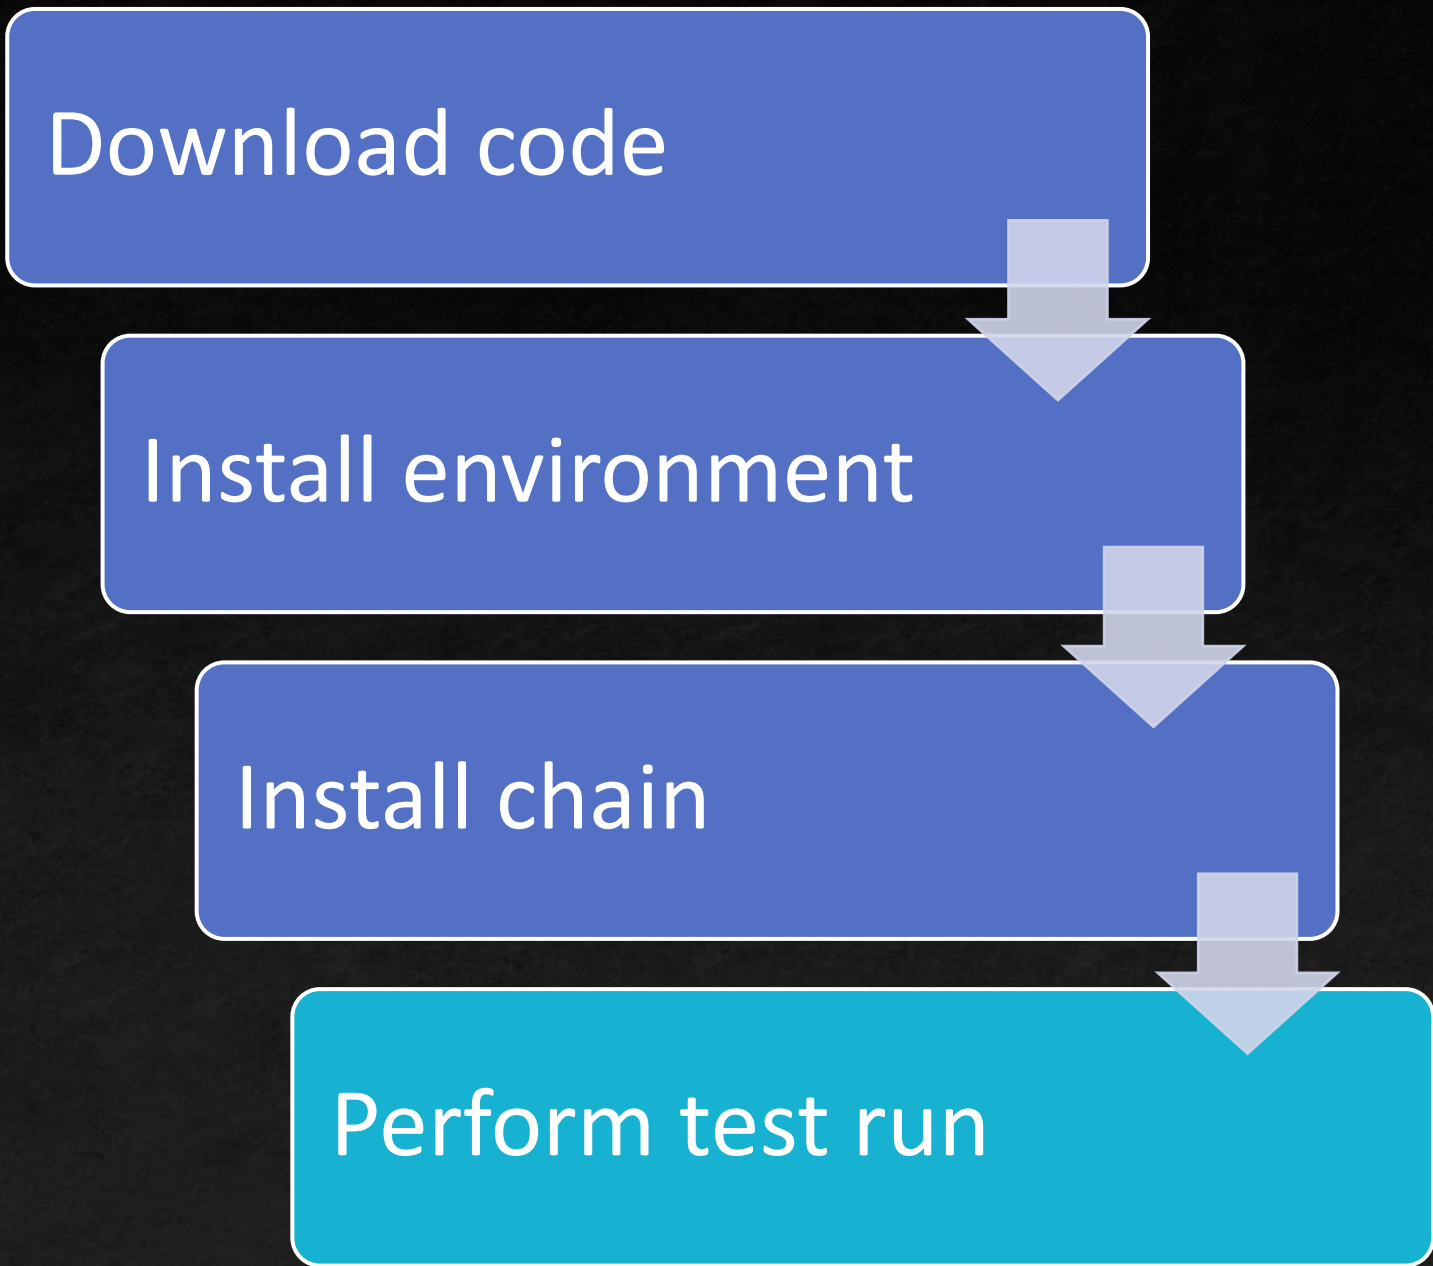 Download code
Install environment
Install chain
Perform test run